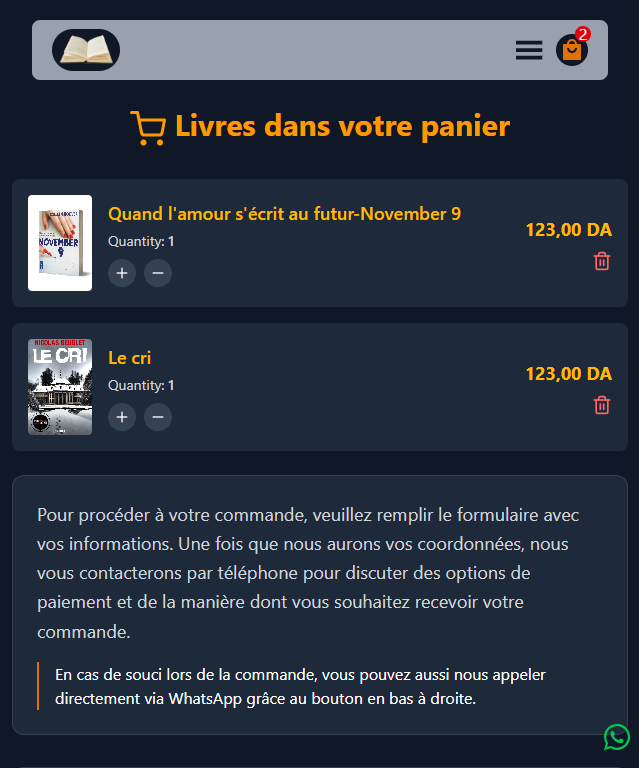 2
Livres dans votre panier
Quand l'amour s'écrit au futur-November 9
Quantity: 1
123,00 DA
NOVEMBER
9
NICOLAS BEUGLET
LE CRI
Le cri
Quantity: 1
123,00 DA
Pour procéder à votre commande, veuillez remplir le formulaire avec
vos informations. Une fois que nous aurons vos coordonnées, nous
vous contacterons par téléphone pour discuter des options de
paiement et de la manière dont vous souhaitez recevoir votre
commande.
En cas de souci lors de la commande, vous pouvez aussi nous appeler
directement via WhatsApp grâce au bouton en bas à droite.